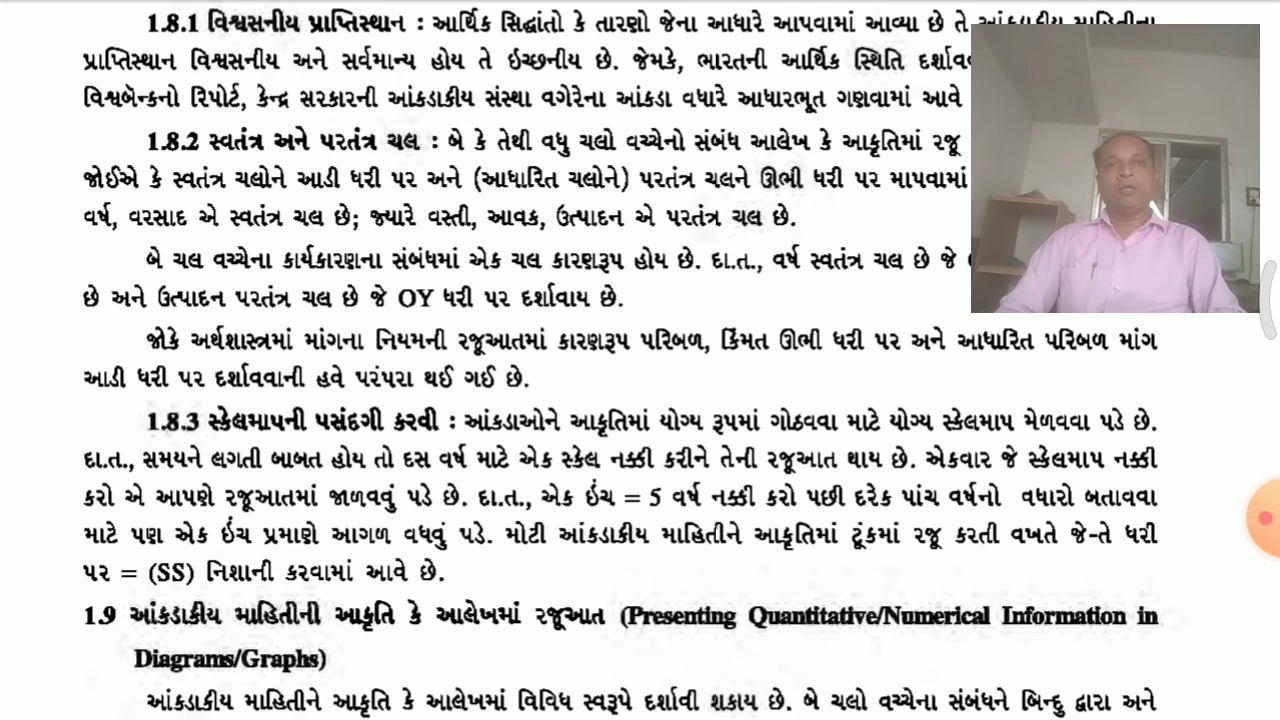 1.8.1 વિશ્વસનીય પ્રાપ્તિસ્થાન : આર્થિક સિદ્ધાંતો કે તારણો જેના આધારે આપવામાં આવ્યા છે તે આંકડાકીય માહિતીના
પ્રાપ્તિસ્થાન વિશ્વસનીય અને સર્વમાન્ય હોય તે ઇચ્છનીય છે. જેમકે, ભારતની આર્થિક સ્થિતિ
વિશ્વબૅન્કનો રિપોર્ટ, કેન્દ્ર સરકારની આંકડાકીય સંસ્થા વગેરેના આંકડા વધારે આધારભૂત ગણવામાં આવે
1.8.2 સ્વતંત્ર અને પરતંત્ર ચલ : બે કે તેથી વધુ ચલો વચ્ચેનો સંબંધ આલેખ કે આકૃતિમાં રજૂ
જોઈએ કે સ્વતંત્ર ચલોને આડી ધરી પર અને (આધારિત ચલોને) પરતંત્ર ચલને ઊભી ધરી પર માપવામાં
વર્ષ, વરસાદ એ સ્વતંત્ર ચલ છે; જ્યારે વસ્તી, આવક, ઉત્પાદન એ પરતંત્ર ચલ છે.
બે ચલ વચ્ચેના કાર્યકારણના સંબંધમાં એક ચલ કારણરૂપ હોય છે. દા.ત., વર્ષ સ્વતંત્ર ચલ છે જે
છે અને ઉત્પાદન પરતંત્ર ચલ છે જે OY ધરી પર દર્શાવાય છે.
જોકે અર્થશાસ્ત્રમાં માંગના નિયમની રજૂઆતમાં કારણરૂપ પરિબળ, કિંમત ઊભી ધરી પર અને આધારિત પરિબળ માંગ
આડી ધરી પર દર્શાવવાની હવે પરંપરા થઈ ગઈ છે.
1.8.3 સ્કેલમાપની પસંદગી કરવી : આંકડાઓને આકૃતિમાં યોગ્ય રૂપમાં ગોઠવવા માટે યોગ્ય સ્કેલમાપ મેળવવા પડે છે.
દા.ત., સમયને લગતી બાબત હોય તો દસ વર્ષ માટે એક સ્કેલ નક્કી કરીને તેની રજૂઆત થાય છે. એકવાર જે સ્કેલમાપ નક્કી
કરો એ આપણે રજૂઆતમાં જાળવવું પડે છે. દા.ત., એક ઇંચ = 5 વર્ષ નક્કી કરો પછી દરેક પાંચ વર્ષનો વધારો બતાવવા
માટે પણ એક ઇંચ પ્રમાણે આગળ વધવું પડે. મોટી આંકડાકીય માહિતીને આકૃતિમાં ટૂંકમાં રજૂ કરતી વખતે જે-તે ધરી
પર = (SS) નિશાની કરવામાં આવે છે.
1.9 આંકડાકીય માહિતીની આકૃતિ કે આલેખમાં રજૂઆત (Presenting Quantitative/Numerical Information in
Diagrams/Graphs)
આંકડાકીય માહિતીને આકૃતિ કે આલેખમાં વિવિધ સ્વરૂપે દર્શાવી શકાય છે. બે ચલો વચ્ચેના સંબંધને બિન્દુ દ્વારા અને